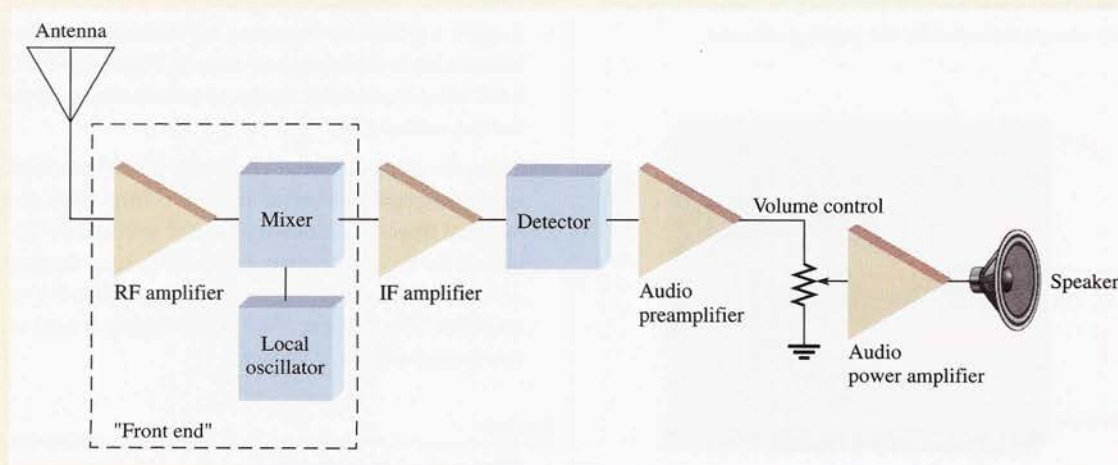 Antenna
RF amplifier
Mixer
Local
oscillator
"Front end"
IF amplifier
Detector
Audio
preamplifier
Volume control
Audio
power amplifier
Speaker